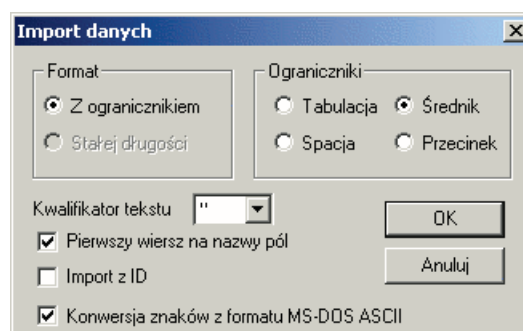 Import danych
Format
Z ogranicznikiem
Stałej długości
Ograniczniki
Tabulacja
Średnik
Spacja
Przecinek
Kwalifikator tekstu "
Pierwszy wiersz na nazwy pól
Import z ID
Konwersja znaków z formatu MS-DOS ASCII
OK
Anuluj